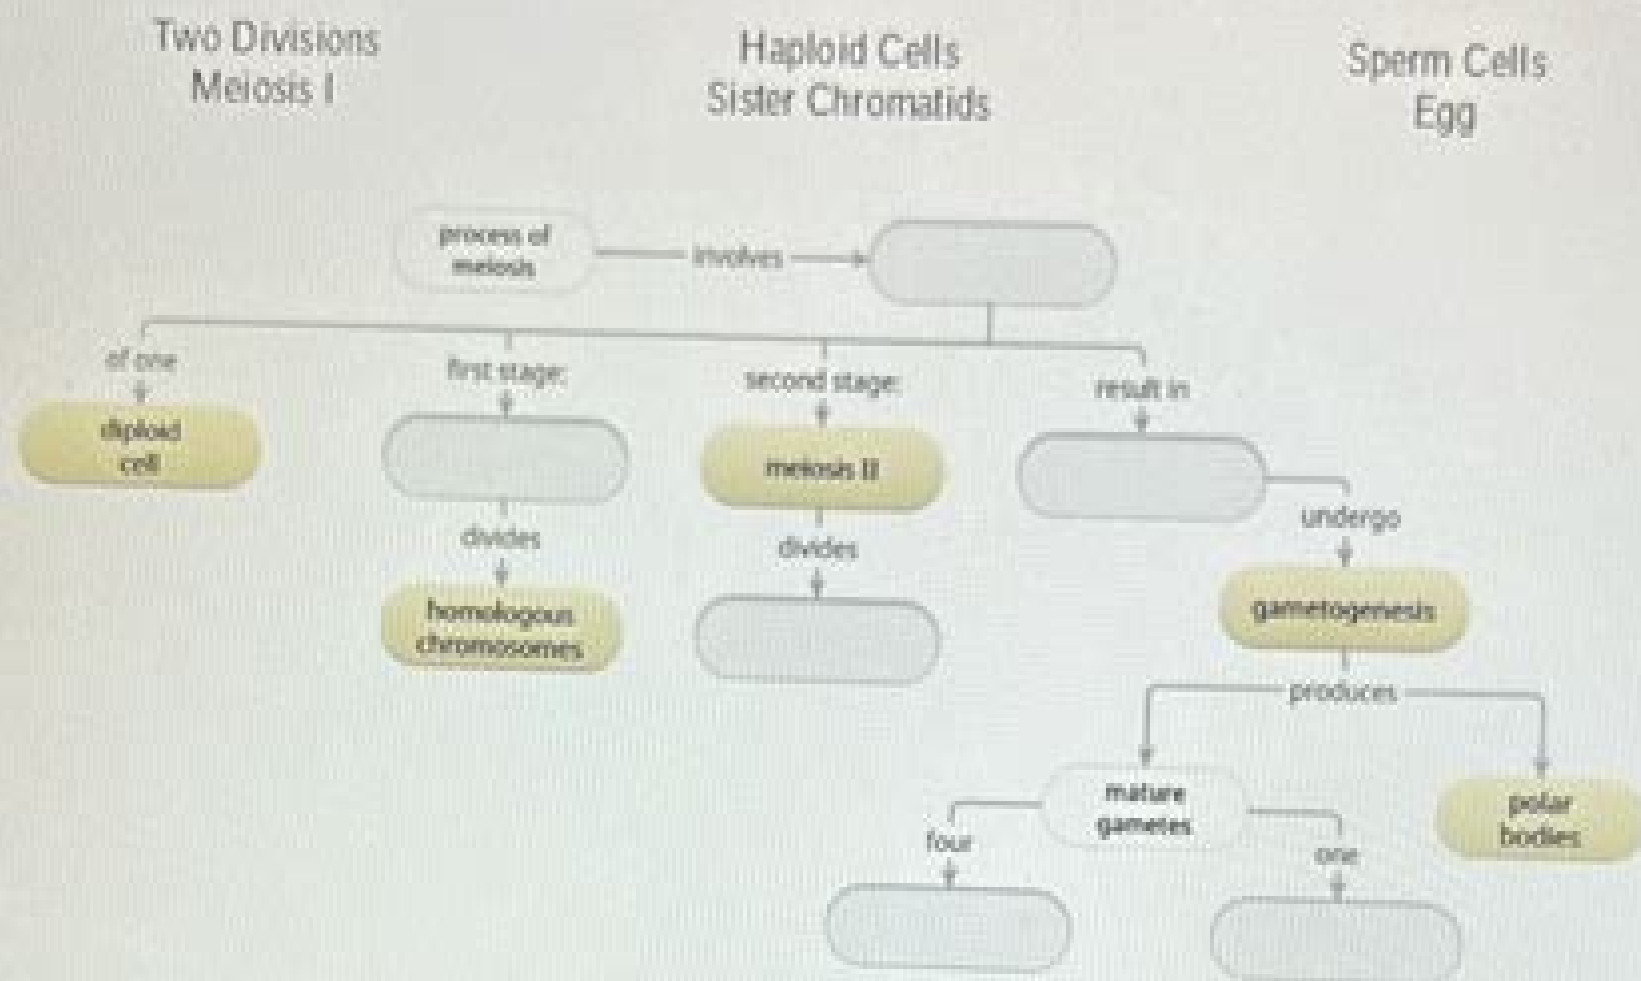 Two Divisions
Meiosis I
Haploid Cells
Sister Chromatids
Sperm Cells
Egg
process of
meiosis
involves
of one
first stage:
second stage:
result in
diploid
cell
meiosis II
undergo
divides
divides
homologous
chromosomes
gametogenesis
produces
mature
gametes
polar
bodies
four
one